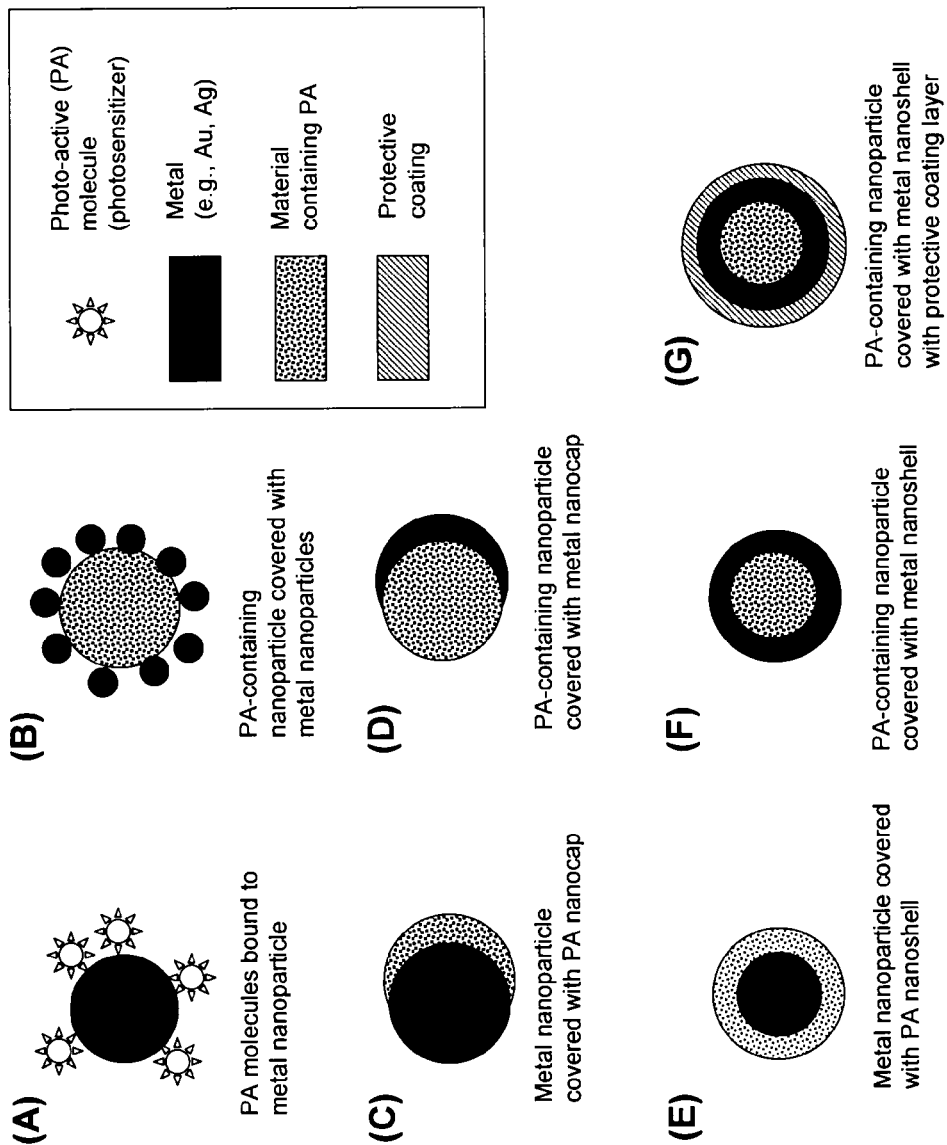 (A)
PA molecules bound to
metal nanoparticle
(B)
PA-containing
nanoparticle covered with
metal nanoparticles
Photo-active (PA)
molecule
(photosensitizer)
Metal
(e.g., Au, Ag)
Material
containing PA
Protective
coating
(C)
Metal nanoparticle
covered with PA nanocap
(D)
PA-containing nanoparticle
covered with metal nanocap
(E)
Metal nanoparticle covered
with PA nanoshell
(F)
PA-containing nanoparticle
covered with metal nanoshell
(G)
PA-containing nanoparticle
covered with metal nanoshell
with protective coating layer